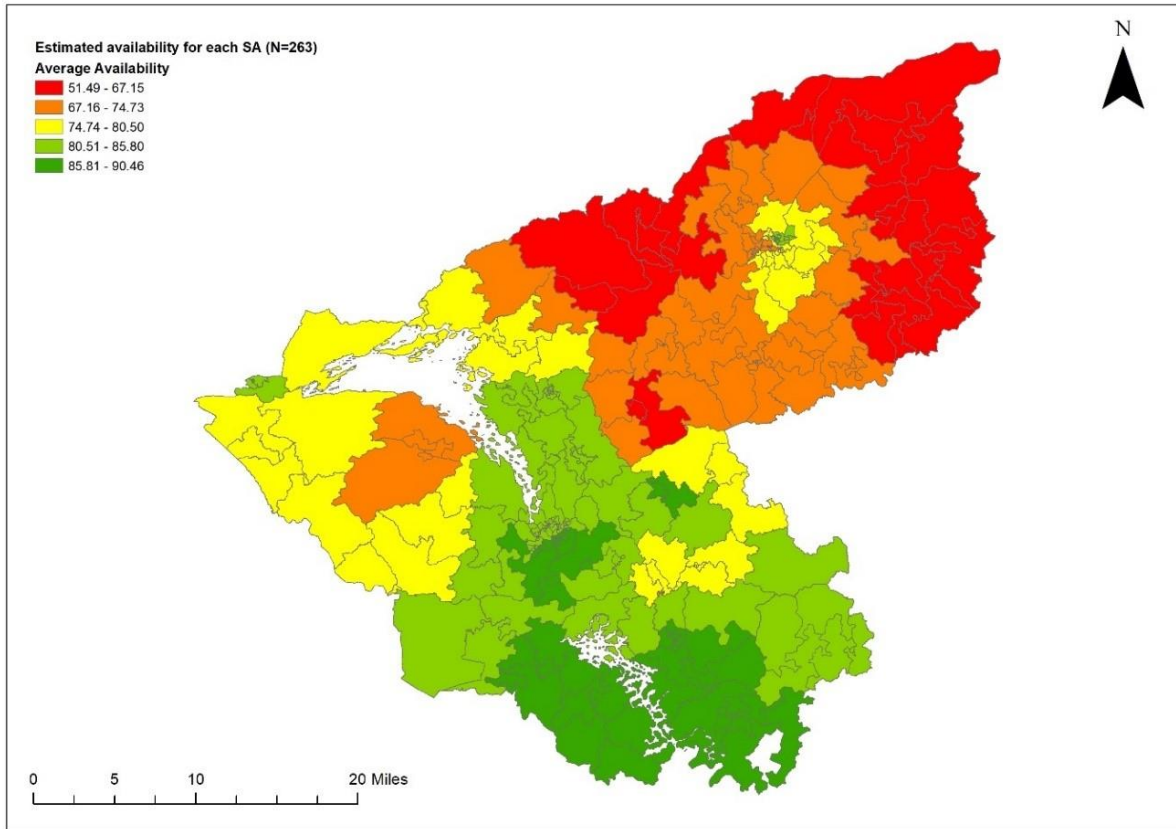 Estimated availability for each SA (N=263)
Average Availability
51.49 - 67.15
67.16 - 74.73
74.74 - 80.50
80.51 - 85.80
85.81 - 90.46
N
0 5 10 20 Miles